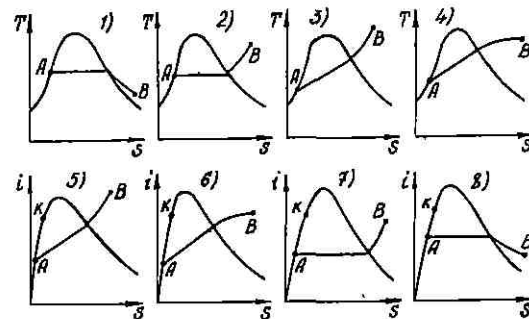 T 1) A B S
T 2) A B S
T 3) A B S
T 4) A B S
i 5) к A B S
i 6) к A B S
i 7) к A B S
i 8) к A B S